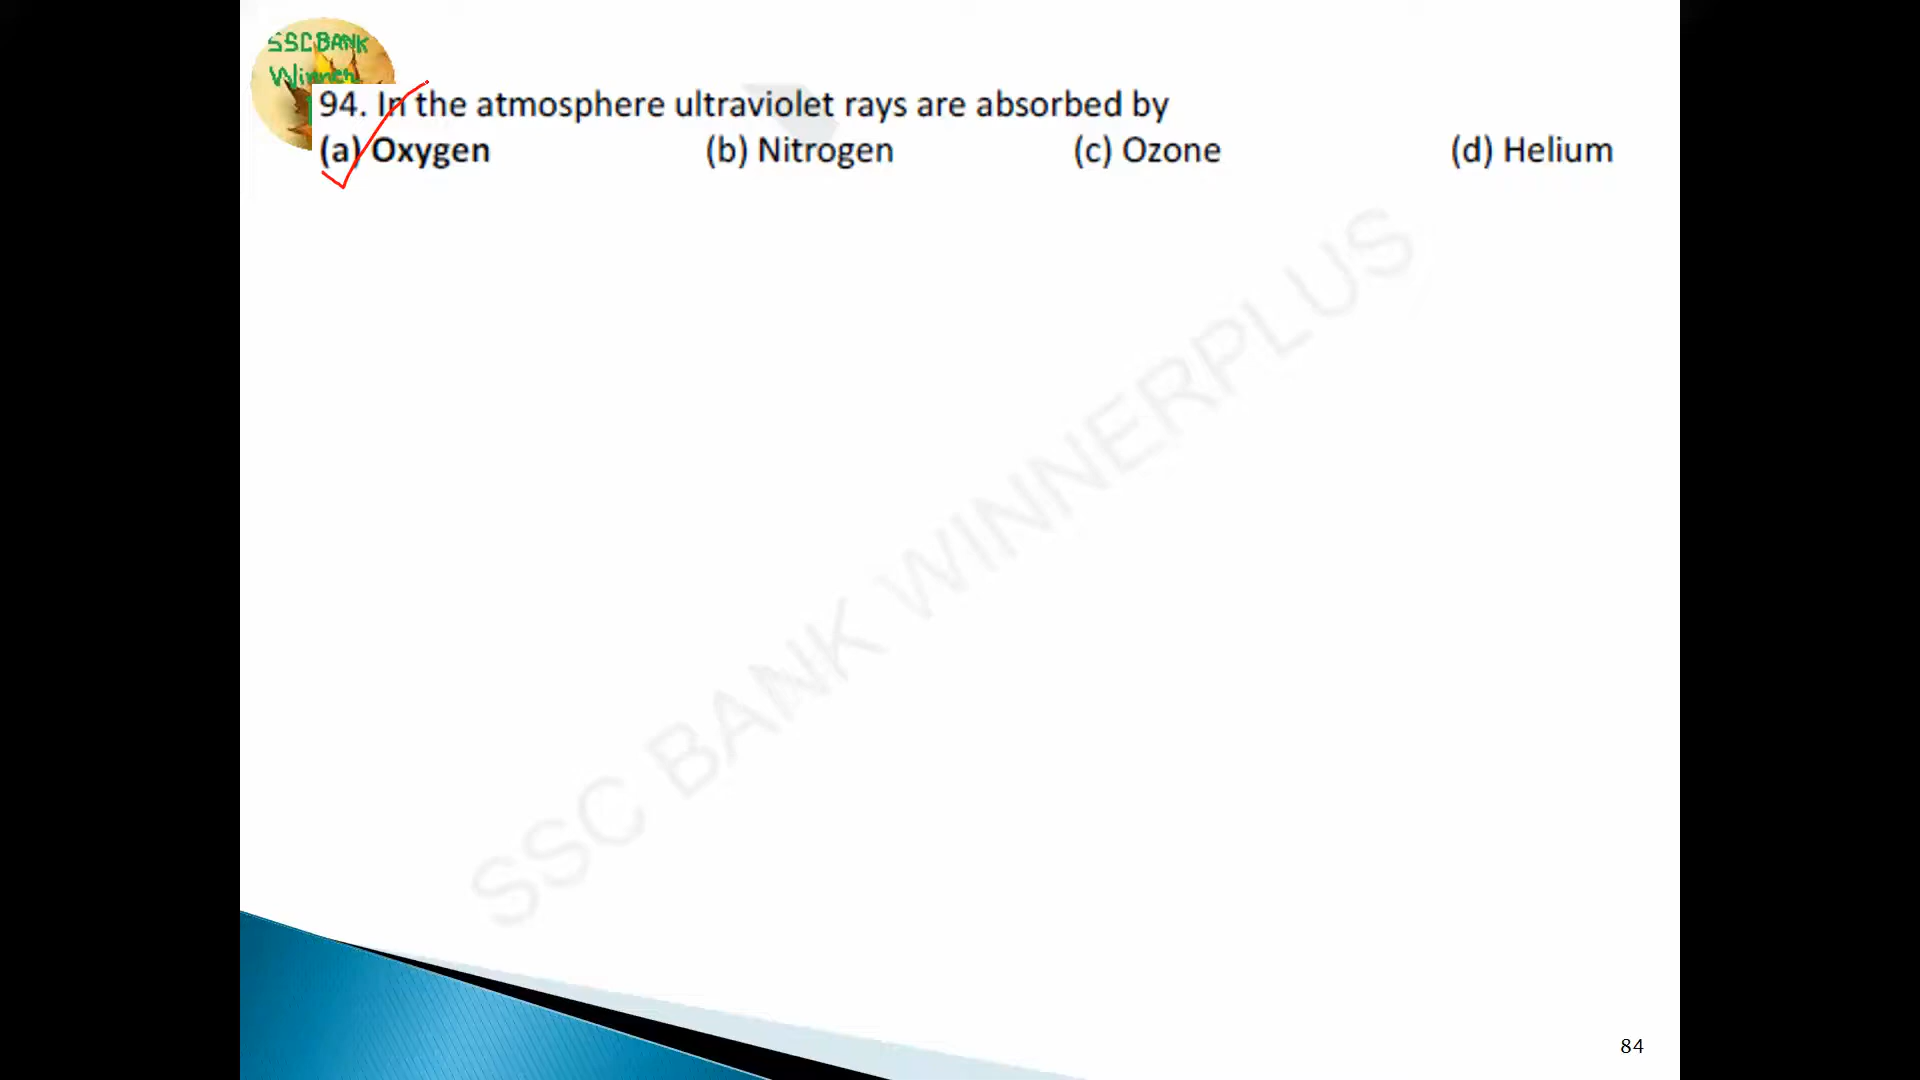 SSC BANK
Winner
94. In the atmosphere ultraviolet rays are absorbed by
(a) Oxygen (b) Nitrogen (c) Ozone (d) Helium
SSC BANK WINNERPLUS
84